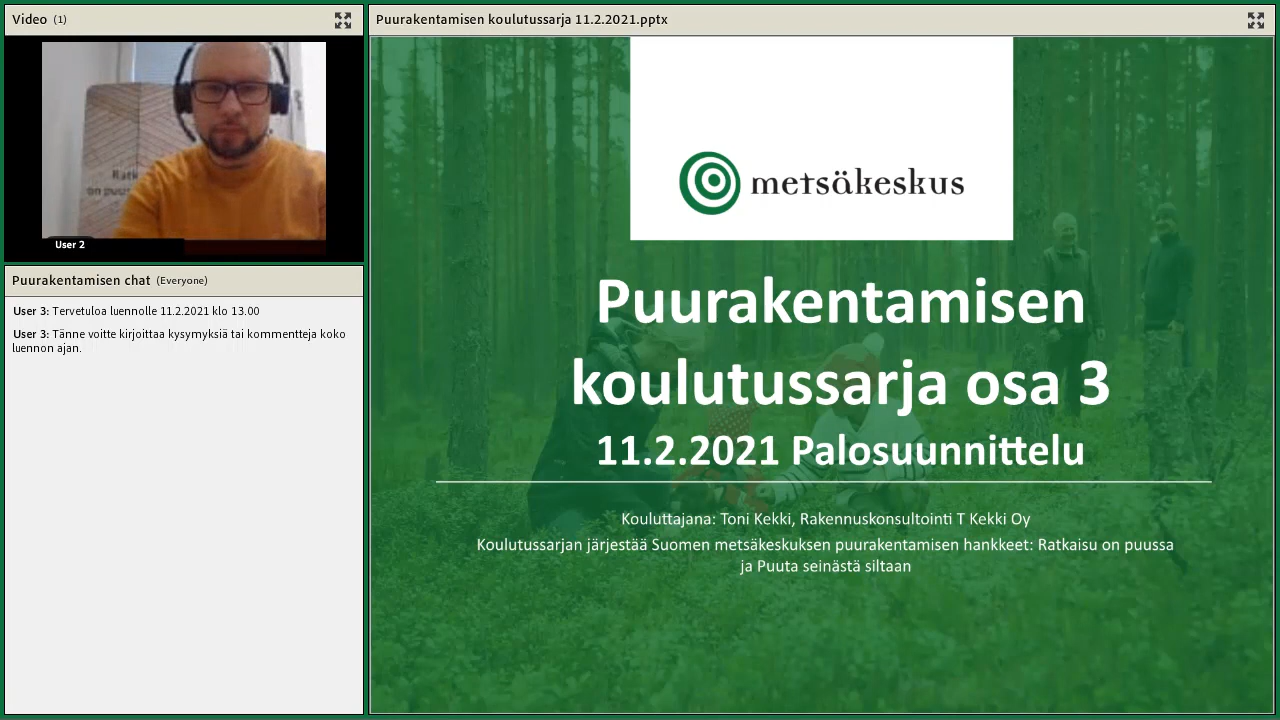 Video (1)
User 2
Puurakentamisen chat (Everyone)
User 3: Tervetuloa luennolle 11.2.2021 klo 13.00
User 3: Tänne voitte kirjoittaa kysymyksiä tai kommentteja koko
luennon ajan.
Puurakentamisen koulutussarja 11.2.2021.pptx
metsäkeskus
Puurakentamisen
koulutussarja osa 3
11.2.2021 Palosuunnittelu
Kouluttajana: Toni Kekki, Rakennuskonsultointi T Kekki Oy
Koulutussarjan järjestää Suomen metsäkeskuksen puurakentamisen hankkeet: Ratkaisu on puussa
ja Puuta seinästä siltaan